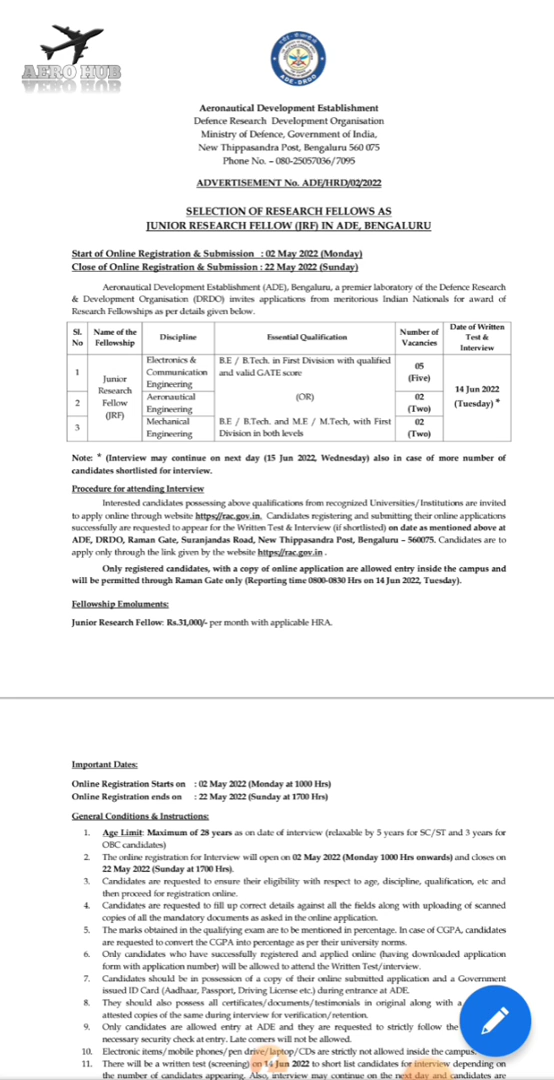 AERO HUB
ADE-DRDO
Aeronautical Development Establishment
Defence Research Development Organisation
Ministry of Defence, Government of India,
New Thippasandra Post, Bengaluru 560 075
Phone No. – 080-25057036/7095
ADVERTISEMENT No. ADE/HRD/02/2022
SELECTION OF RESEARCH FELLOWS AS
JUNIOR RESEARCH FELLOW (JRF) IN ADE, BENGALURU
Start of Online Registration & Submission : 02 May 2022 (Monday)
Close of Online Registration & Submission : 22 May 2022 (Sunday)
Aeronautical Development Establishment (ADE), Bengaluru, a premier laboratory of the Defence Research
& Development Organisation (DRDO) invites applications from meritorious Indian Nationals for award of
Research Fellowships as per details given below.
Sl. No Name of the Fellowship Discipline Essential Qualification Number of Vacancies Date of Written Test & Interview
1 Junior Research Fellow (JRF) Electronics & Communication Engineering B.E / B.Tech. in First Division with qualified and valid GATE score 05 (Five) 14 Jun 2022 (Tuesday) *
2 Aeronautical Engineering (OR) 02 (Two)
3 Mechanical Engineering B.E / B.Tech. and M.E / M.Tech, with First Division in both levels 02 (Two)
Note: * (Interview may continue on next day (15 Jun 2022, Wednesday) also in case of more number of
candidates shortlisted for interview.
Procedure for attending Interview
Interested candidates possessing above qualifications from recognized Universities/Institutions are invited
to apply online through website https//rac.gov.in. Candidates registering and submitting their online applications
successfully are requested to appear for the Written Test & Interview (if shortlisted) on date as mentioned above at
ADE, DRDO, Raman Gate, Suranjandas Road, New Thippasandra Post, Bengaluru – 560075. Candidates are to
apply only through the link given by the website https//rac.gov.in .
Only registered candidates, with a copy of online application are allowed entry inside the campus and
will be permitted through Raman Gate only (Reporting time 0800-0830 Hrs on 14 Jun 2022, Tuesday).
Fellowship Emoluments:
Junior Research Fellow: Rs.31,000/- per month with applicable HRA.
Important Dates:
Online Registration Starts on : 02 May 2022 (Monday at 1000 Hrs)
Online Registration ends on : 22 May 2022 (Sunday at 1700 Hrs)
General Conditions & Instructions:
1. Age Limit: Maximum of 28 years as on date of interview (relaxable by 5 years for SC/ST and 3 years for
OBC candidates)
2. The online registration for Interview will open on 02 May 2022 (Monday 1000 Hrs onwards) and closes on
22 May 2022 (Sunday at 1700 Hrs).
3. Candidates are requested to ensure their eligibility with respect to age, discipline, qualification, etc and
then proceed for registration online.
4. Candidates are requested to fill up correct details against all the fields along with uploading of scanned
copies of all the mandatory documents as asked in the online application.
5. The marks obtained in the qualifying exam are to be mentioned in percentage. In case of CGPA, candidates
are requested to convert the CGPA into percentage as per their university norms.
6. Only candidates who have successfully registered and applied online (having downloaded application
form with application number) will be allowed to attend the Written Test/interview.
7. Candidates should be in possession of a copy of their online submitted application and a Government
issued ID Card (Aadhaar, Passport, Driving License etc.) during entrance at ADE.
8. They should also possess all certificates/documents/testimonials in original along with a
attested copies of the same during interview for verification/retention.
9. Only candidates are allowed entry at ADE and they are requested to strictly follow the
necessary security check at entry. Late comers will not be allowed.
10. Electronic items/mobile phones/pen drive/laptop/CDs are strictly not allowed inside the campus.
11. There will be a written test (screening) on 14 Jun 2022 to short list candidates for interview depending on
the number of candidates appearing. Also, interview may continue on the next day and candidates are